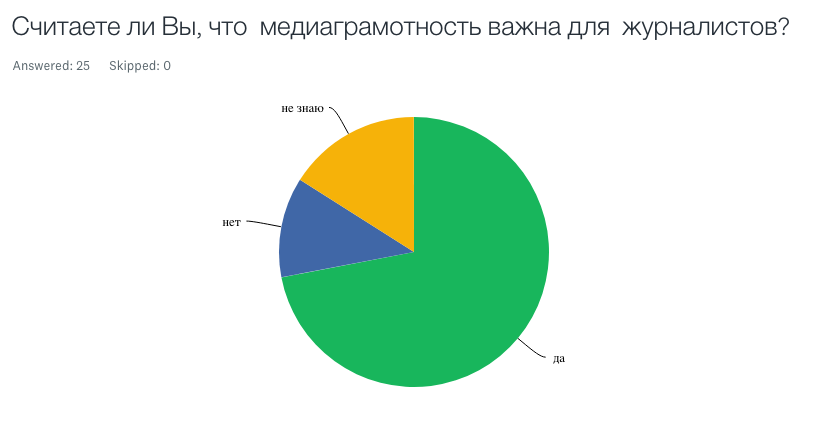 Считаете ли Вы, что  медиаграмотность важна для  журналистов?
Answered: 25 Skipped: 0
не знаю
нет
да